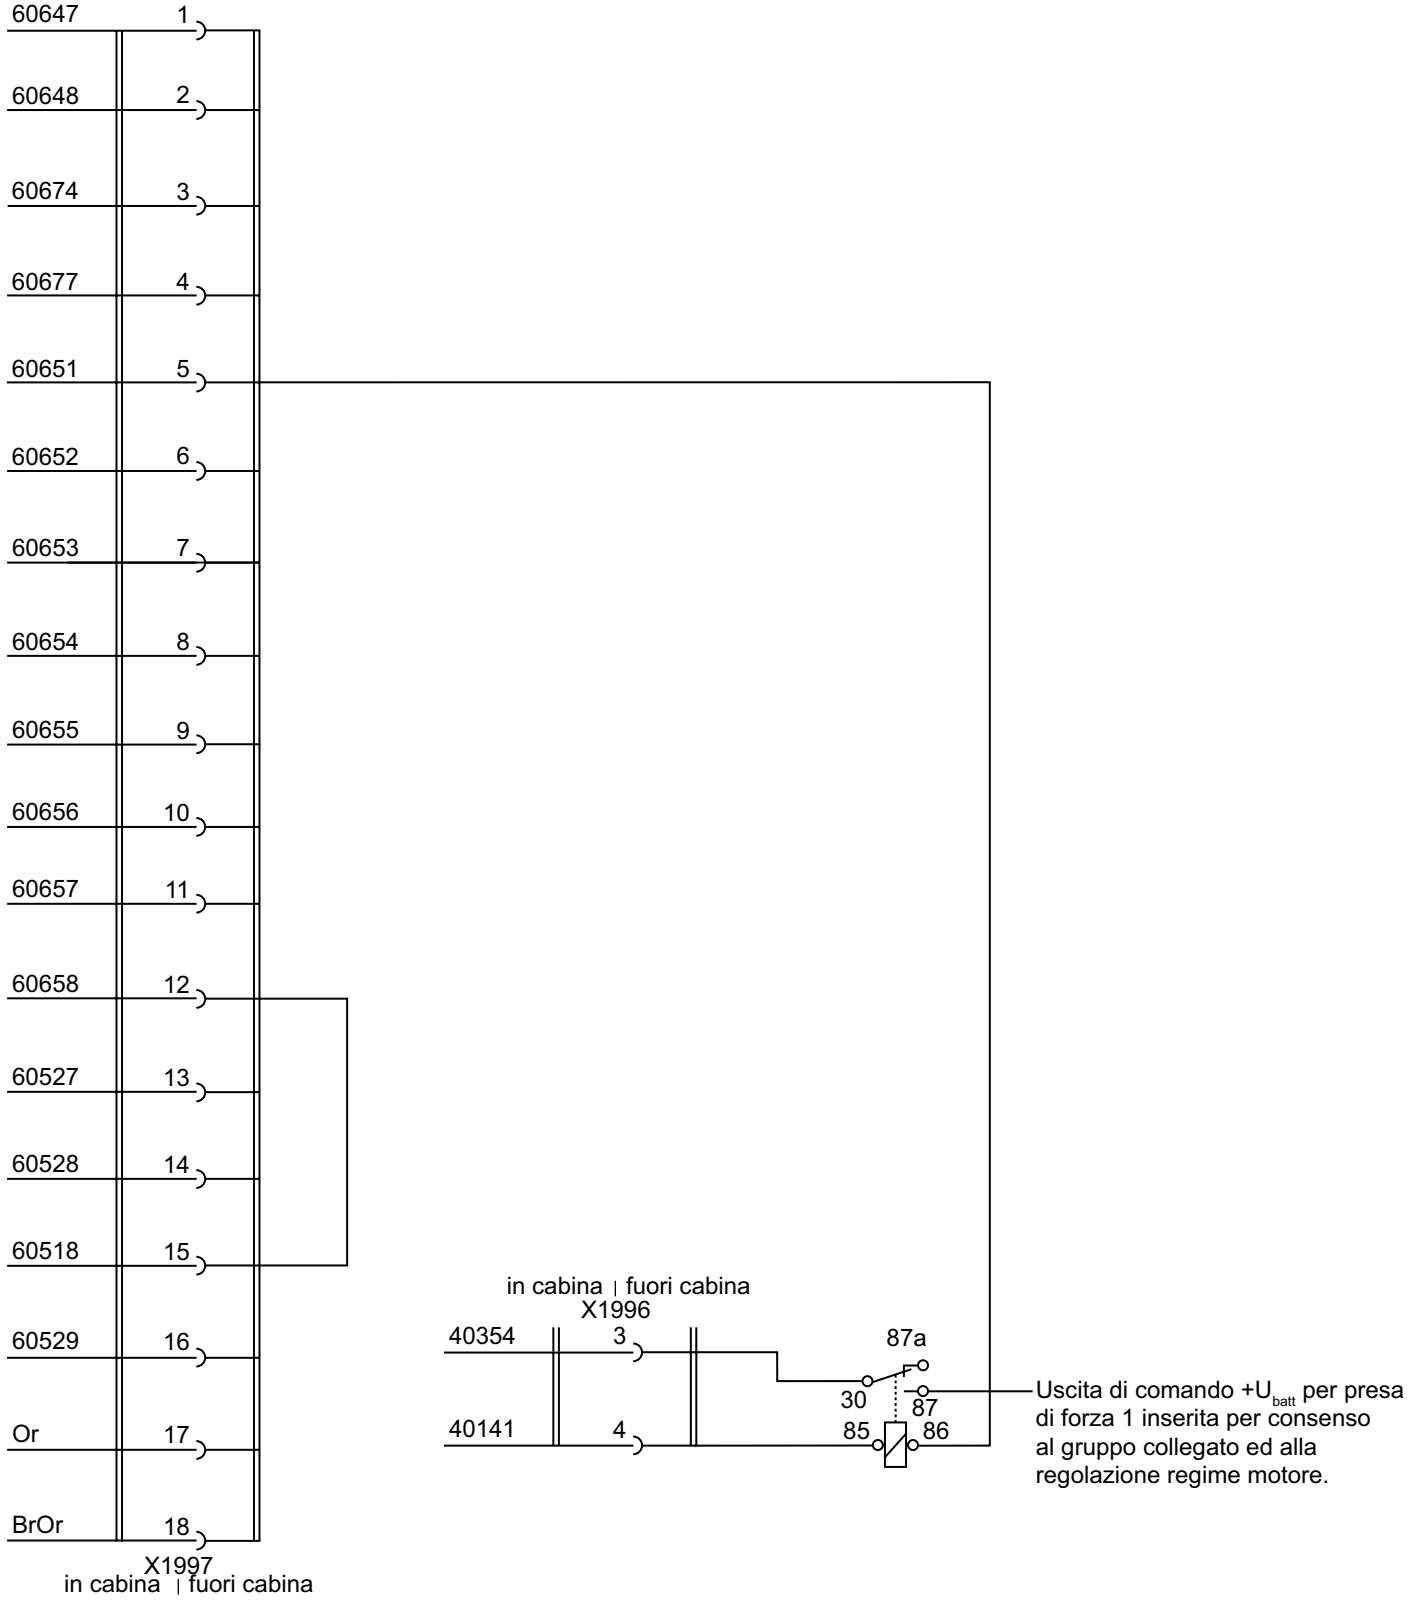 60647 1
60648 2
60674 3
60677 4
60651 5
60652 6
60653 7
60654 8
60655 9
60656 10
60657 11
60658 12
60527 13
60528 14
60518 15
60529 16
Or 17
BrOr 18
X1997
in cabina | fuori cabina
in cabina | fuori cabina
X1996
40354 3
40141 4
87a
30
87
85
86
Uscita di comando +Ubatt per presa
di forza 1 inserita per consenso
al gruppo collegato ed alla
regolazione regime motore.